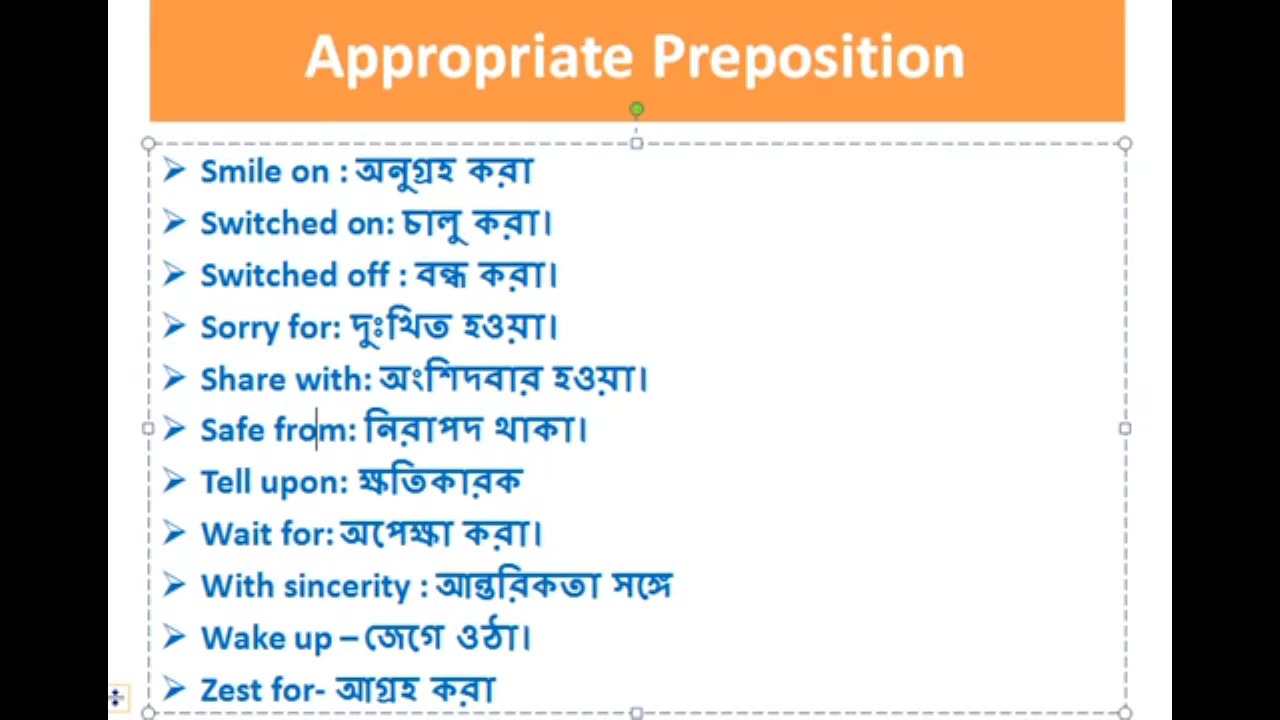 Appropriate Preposition
➢ Smile on : অনুগ্রহ করা
➢ Switched on: চালু করা।
➢ Switched off : বন্ধ করা।
➢ Sorry for: দুঃখিত হওয়া।
➢ Share with: অংশিদবার হওয়া।
➢ Safe from: নিরাপদ থাকা।
➢ Tell upon: ক্ষতিকারক
➢ Wait for: অপেক্ষা করা।
➢ With sincerity : আন্তরিকতা সঙ্গে
➢ Wake up – জেগে ওঠা।
➢ Zest for- আগ্রহ করা